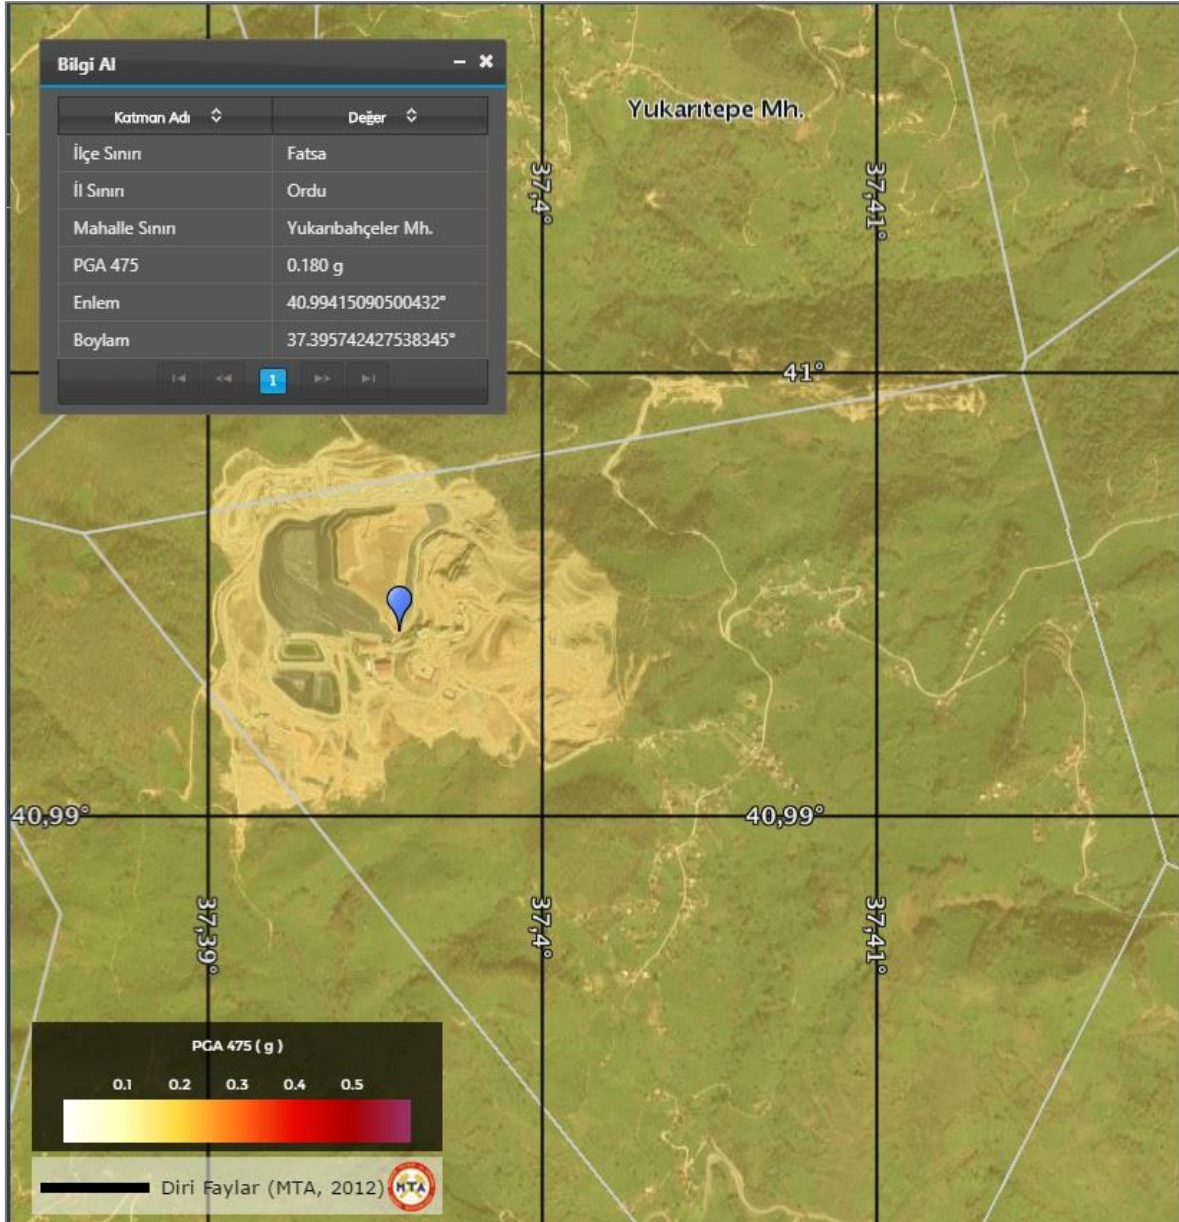 Bilgi Al
Katman Adı Değer
İlçe Sınırı Fatsa
İl Sınırı Ordu
Mahalle Sınırı Yukarıbahçeler Mh.
PGA 475 0.180 g
Enlem 40.99415090500432°
Boylam 37.395742427538345°
1
Yukarıtepe Mh.
37,4°
37,41°
41°
40,99°
40,99°
37,39°
37,4°
37,41°
PGA 475 ( g )
0.1 0.2 0.3 0.4 0.5
Diri Faylar (MTA, 2012)
MTA